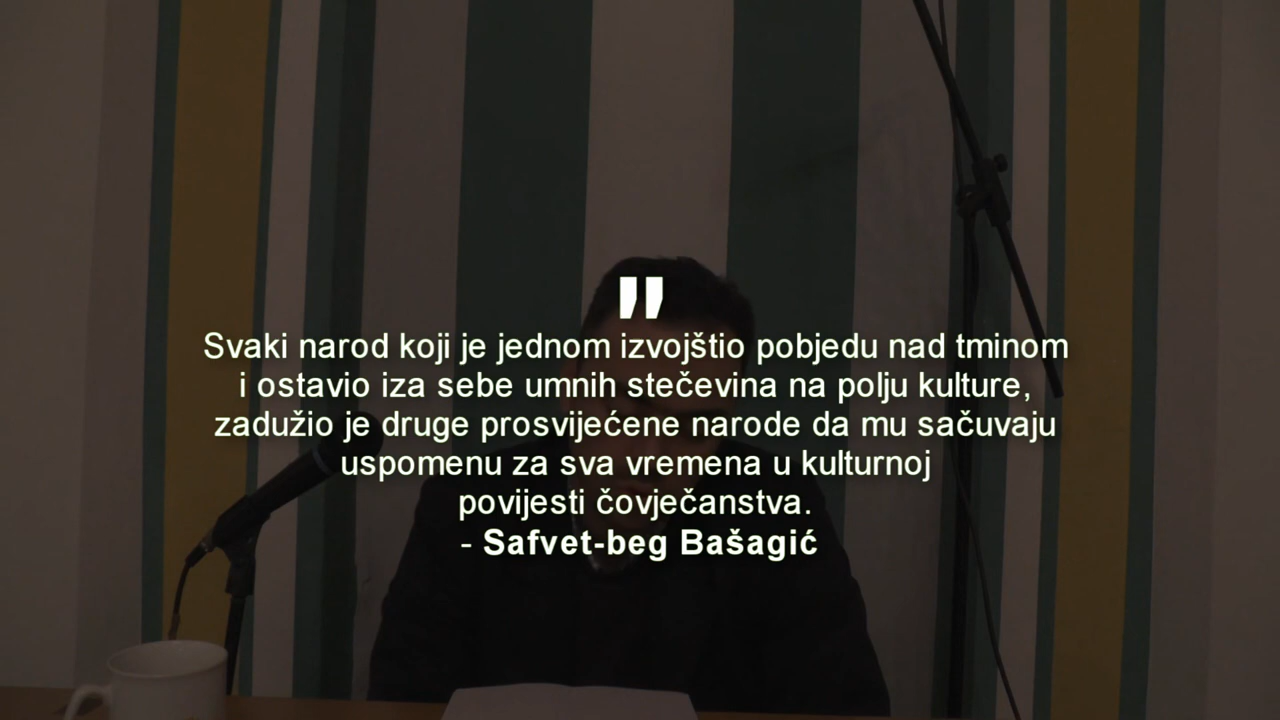 "
Svaki narod koji je jednom izvojštio pobjedu nad tminom
i ostavio iza sebe umnih stečevina na polju kulture,
zadužio je druge prosvijećene narode da mu sačuvaju
uspomenu za sva vremena u kulturnoj
povijesti čovječanstva.
- Safvet-beg Bašagić